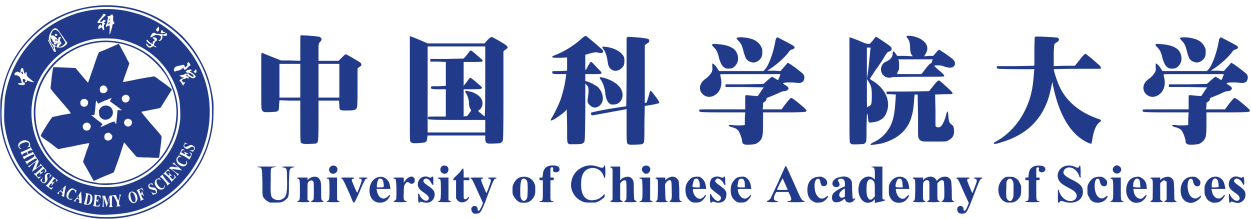 中国科学院
CHINESE ACADEMY OF SCIENCES
中国科学院大学
University of Chinese Academy of Sciences